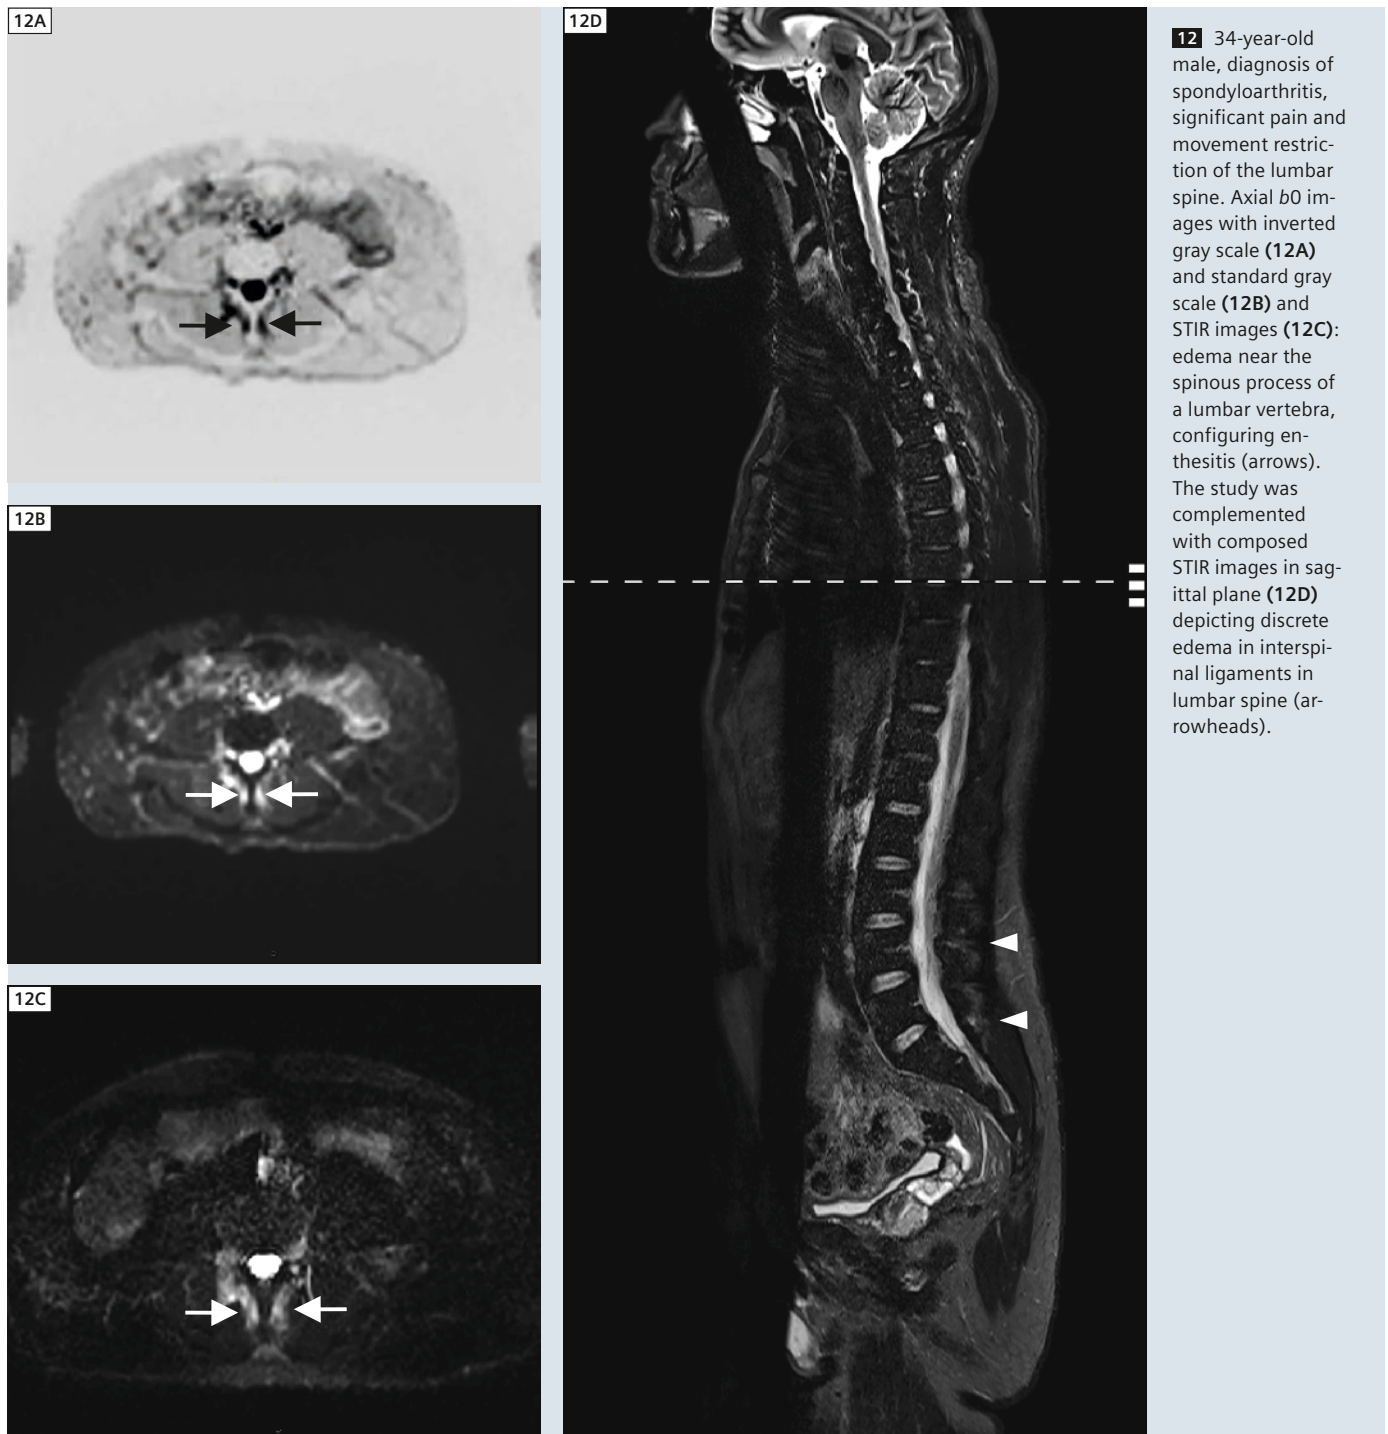 12A
12B
12C
12D
12 34-year-old
male, diagnosis of
spondyloarthritis,
significant pain and
movement restric-
tion of the lumbar
spine. Axial b0 im-
ages with inverted
gray scale (12A)
and standard gray
scale (12B) and
STIR images (12C):
edema near the
spinous process of
a lumbar vertebra,
configuring en-
thesitis (arrows).
The study was
complemented
with composed
STIR images in sag-
ittal plane (12D)
depicting discrete
edema in interspi-
nal ligaments in
lumbar spine (ar-
rowheads).